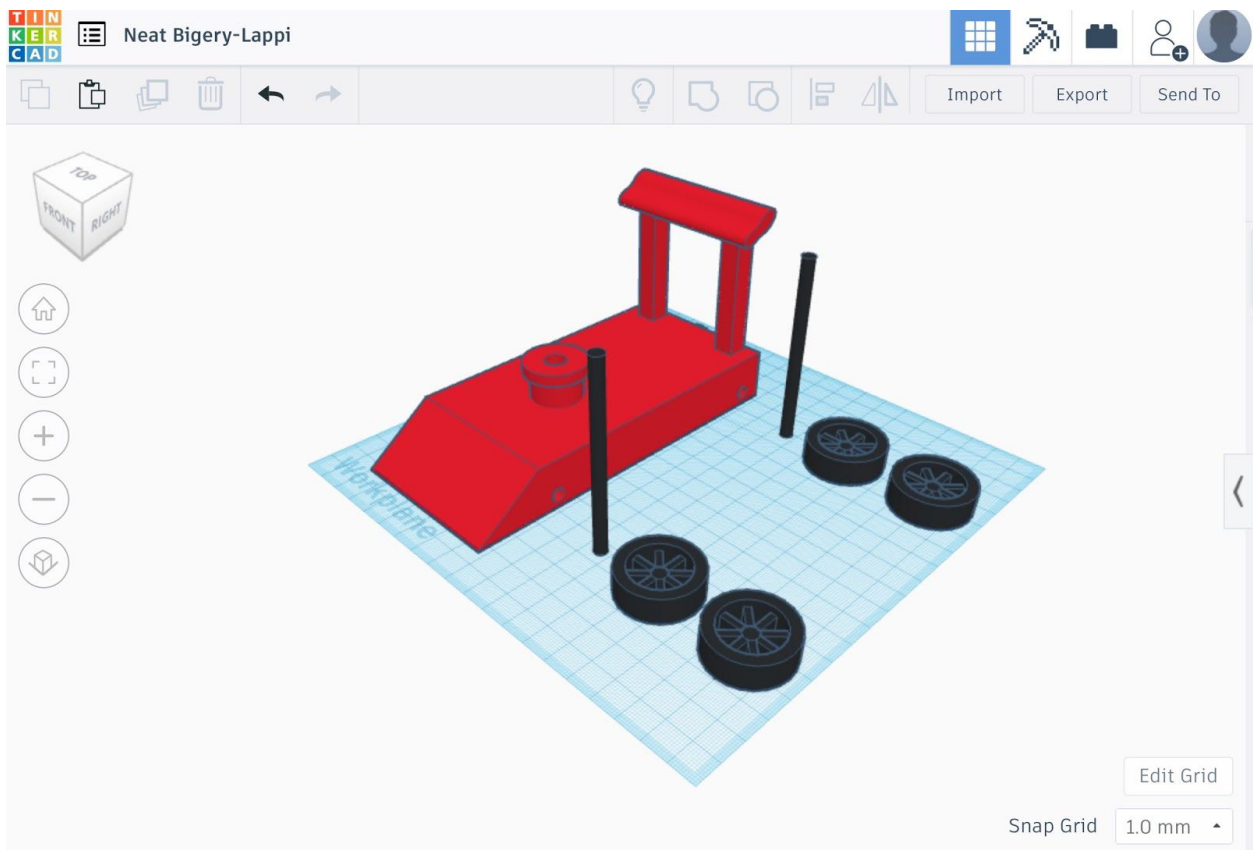 TIN
KER
CAD
Neat Bigery-Lappi
Import
Export
Send To
TOP
FRONT
RIGHT
Workplane
Edit Grid
Snap Grid
1.0 mm